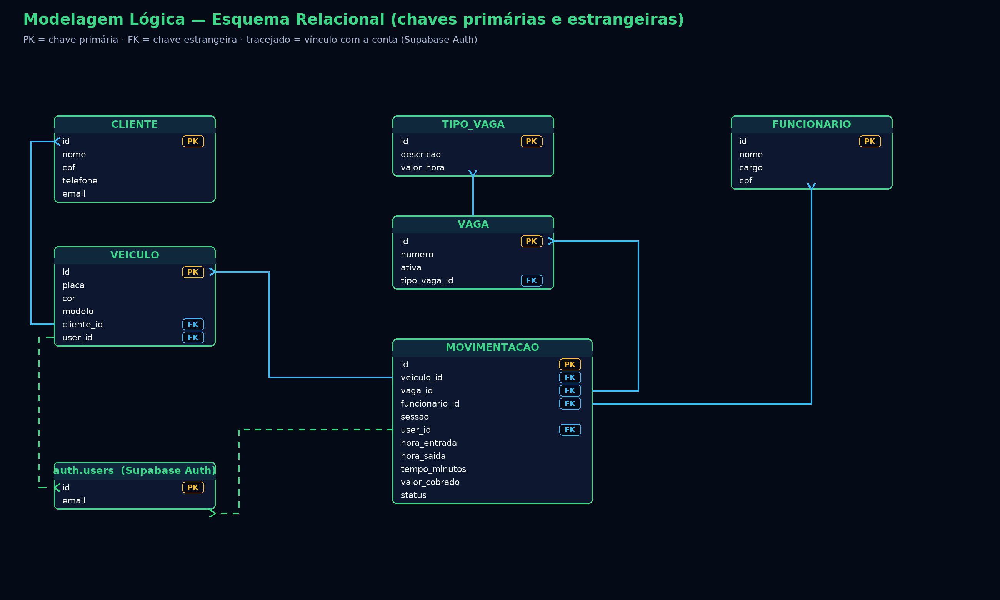 Modelagem Lógica — Esquema Relacional (chaves primárias e estrangeiras)
PK = chave primária · FK = chave estrangeira · tracejado = vínculo com a conta (Supabase Auth)
CLIENTE
id PK
nome
cpf
telefone
email
TIPO_VAGA
id PK
descricao
valor_hora
FUNCIONARIO
id PK
nome
cargo
cpf
VAGA
id PK
numero
ativa
tipo_vaga_id FK
VEICULO
id PK
placa
cor
modelo
cliente_id FK
user_id FK
MOVIMENTACAO
id PK
veiculo_id FK
vaga_id FK
funcionario_id FK
sessao
user_id FK
hora_entrada
hora_saida
tempo_minutos
valor_cobrado
status
auth.users (Supabase Auth)
id PK
email